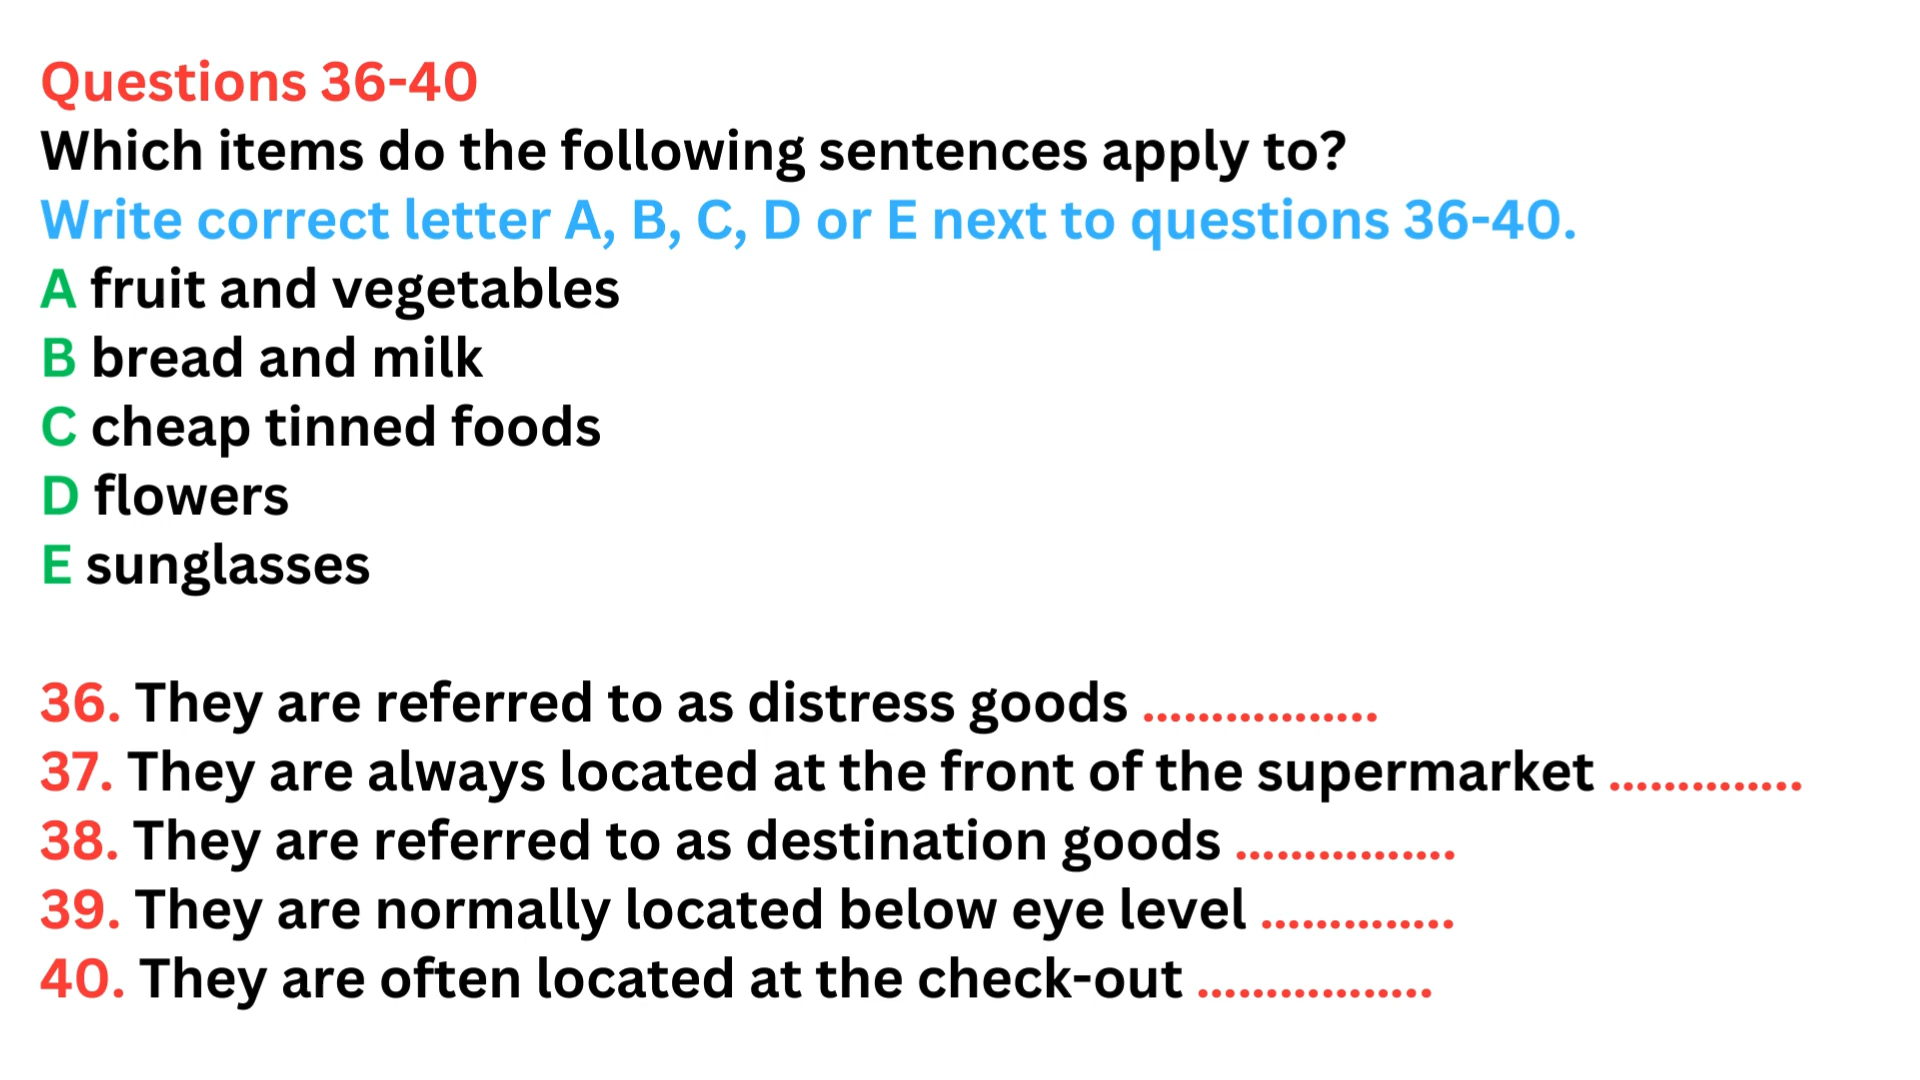 Questions 36-40
Which items do the following sentences apply to?
Write correct letter A, B, C, D or E next to questions 36-40.
A fruit and vegetables
B bread and milk
C cheap tinned foods
D flowers
E sunglasses
36. They are referred to as distress goods .................
37. They are always located at the front of the supermarket ..............
38. They are referred to as destination goods ................
39. They are normally located below eye level ..............
40. They are often located at the check-out .................